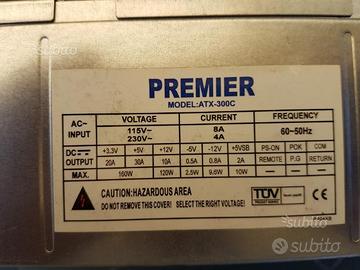 PREMIER
MODEL:ATX-300C
AC~ INPUT VOLTAGE CURRENT FREQUENCY
115V~ 8A 60~50Hz
230V~ 4A
DC OUTPUT +3.3V +5V +12V -5V -12V +5VSB PS-ON POK COM
20A 30A 10A 0.5A 0.8A 2A REMOTE P.G RETURN
MAX. 160W 120W 2.5W 9.6W 10W
CAUTION: HAZARDOUS AREA
DO NOT REMOVE THIS COVER! SELECT THE INPUT VALTAGE!
TÜV
CE
subito
subito